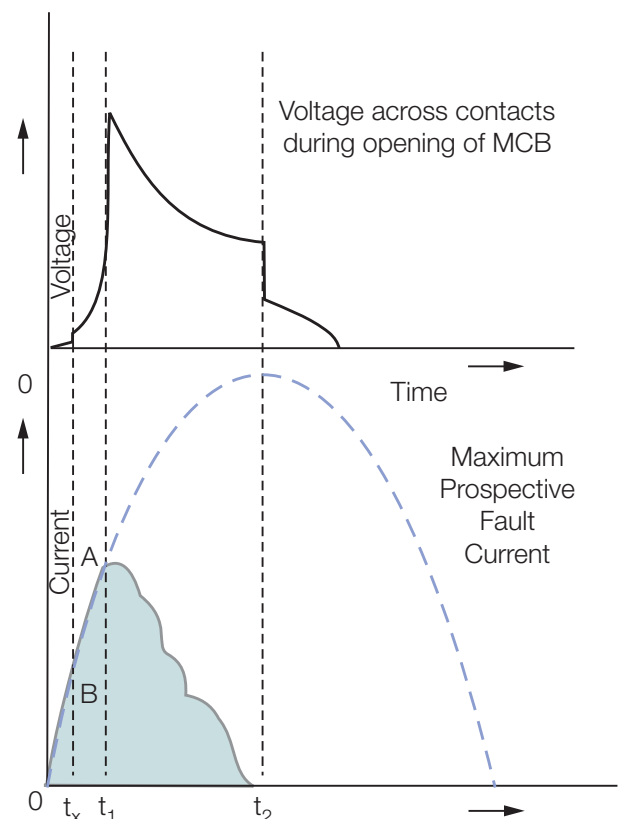 Voltage across contacts
during opening of MCB
Voltage
0
Time
Maximum
Prospective
Fault
Current
Current
A
B
0
tx t1 t2